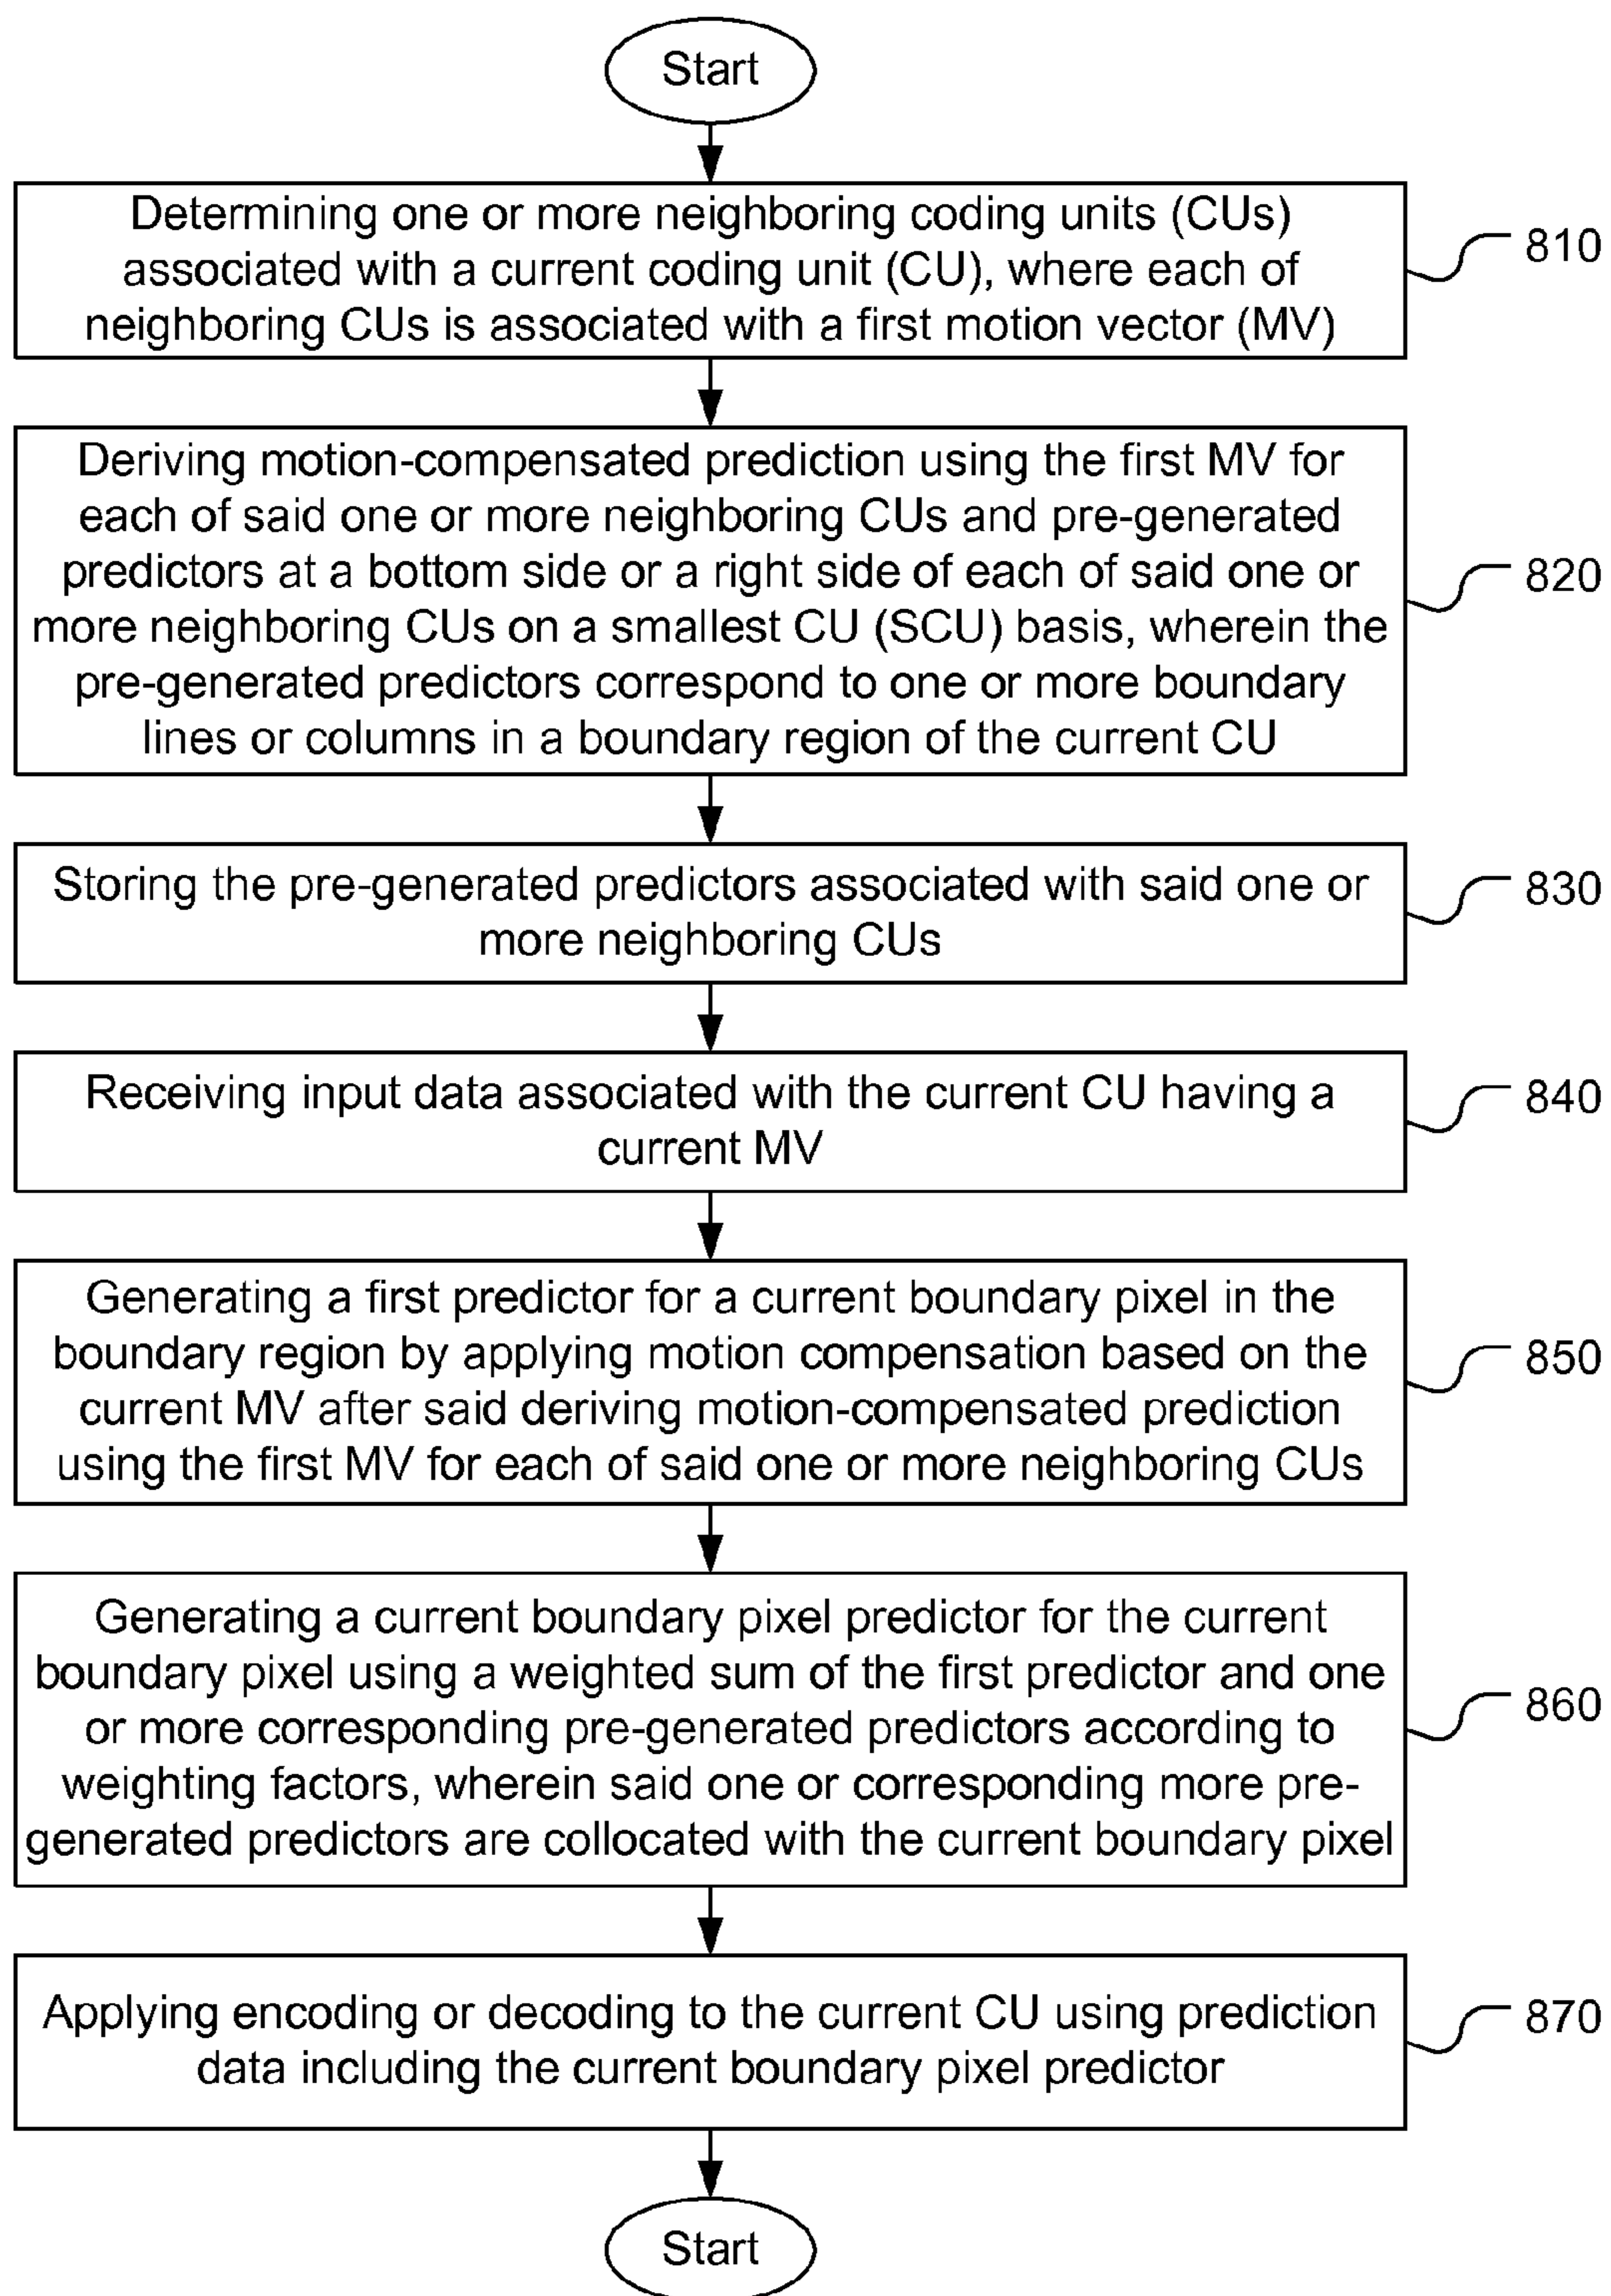 Start
Determining one or more neighboring coding units (CUs)
associated with a current coding unit (CU), where each of
neighboring CUs is associated with a first motion vector (MV)
810
Deriving motion-compensated prediction using the first MV for
each of said one or more neighboring CUs and pre-generated
predictors at a bottom side or a right side of each of said one or
more neighboring CUs on a smallest CU (SCU) basis, wherein the
pre-generated predictors correspond to one or more boundary
lines or columns in a boundary region of the current CU
820
Storing the pre-generated predictors associated with said one or
more neighboring CUs
830
Receiving input data associated with the current CU having a
current MV
840
Generating a first predictor for a current boundary pixel in the
boundary region by applying motion compensation based on the
current MV after said deriving motion-compensated prediction
using the first MV for each of said one or more neighboring CUs
850
Generating a current boundary pixel predictor for the current
boundary pixel using a weighted sum of the first predictor and one
or more corresponding pre-generated predictors according to
weighting factors, wherein said one or corresponding more pre-
generated predictors are collocated with the current boundary pixel
860
Applying encoding or decoding to the current CU using prediction
data including the current boundary pixel predictor
870
Start